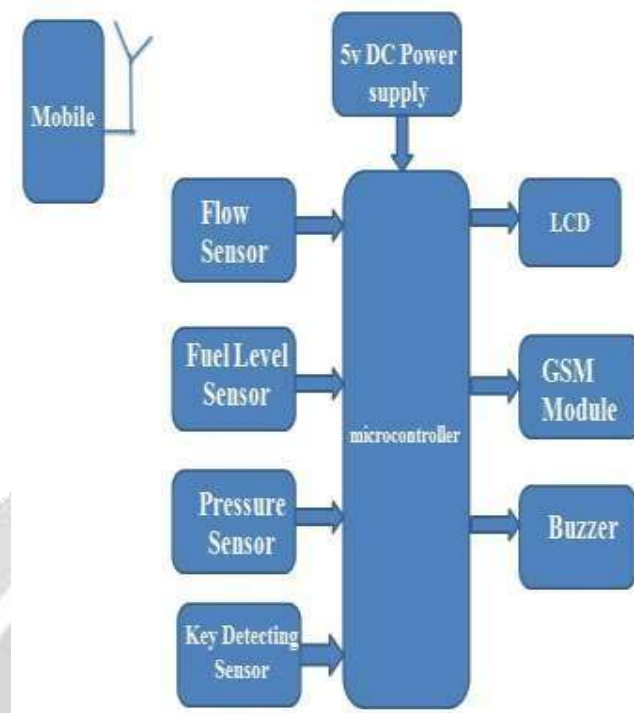 Mobile
5v DC Power
supply
Flow
Sensor
LCD
Fuel Level
Sensor
GSM
Module
microcontroller
Pressure
Sensor
Buzzer
Key Detecting
Sensor